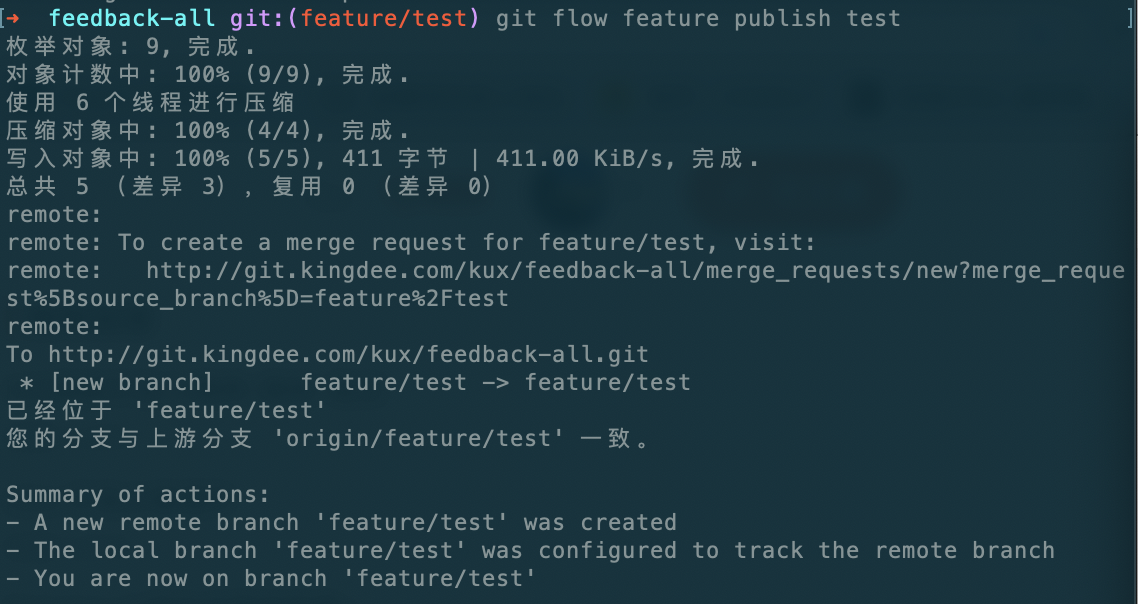 [➜  feedback-all git:(feature/test) git flow feature publish test ]
枚举对象: 9, 完成.
对象计数中: 100% (9/9), 完成.
使用 6 个线程进行压缩
压缩对象中: 100% (4/4), 完成.
写入对象中: 100% (5/5), 411 字节 | 411.00 KiB/s, 完成.
总共 5 （差异 3）, 复用 0 （差异 0）
remote:
remote: To create a merge request for feature/test, visit:
remote:   http://git.kingdee.com/kux/feedback-all/merge_requests/new?merge_reque
st%5Bsource_branch%5D=feature%2Ftest
remote:
To http://git.kingdee.com/kux/feedback-all.git
 * [new branch]      feature/test -> feature/test
已经位于 'feature/test'
您的分支与上游分支 'origin/feature/test' 一致。

Summary of actions:
- A new remote branch 'feature/test' was created
- The local branch 'feature/test' was configured to track the remote branch
- You are now on branch 'feature/test'